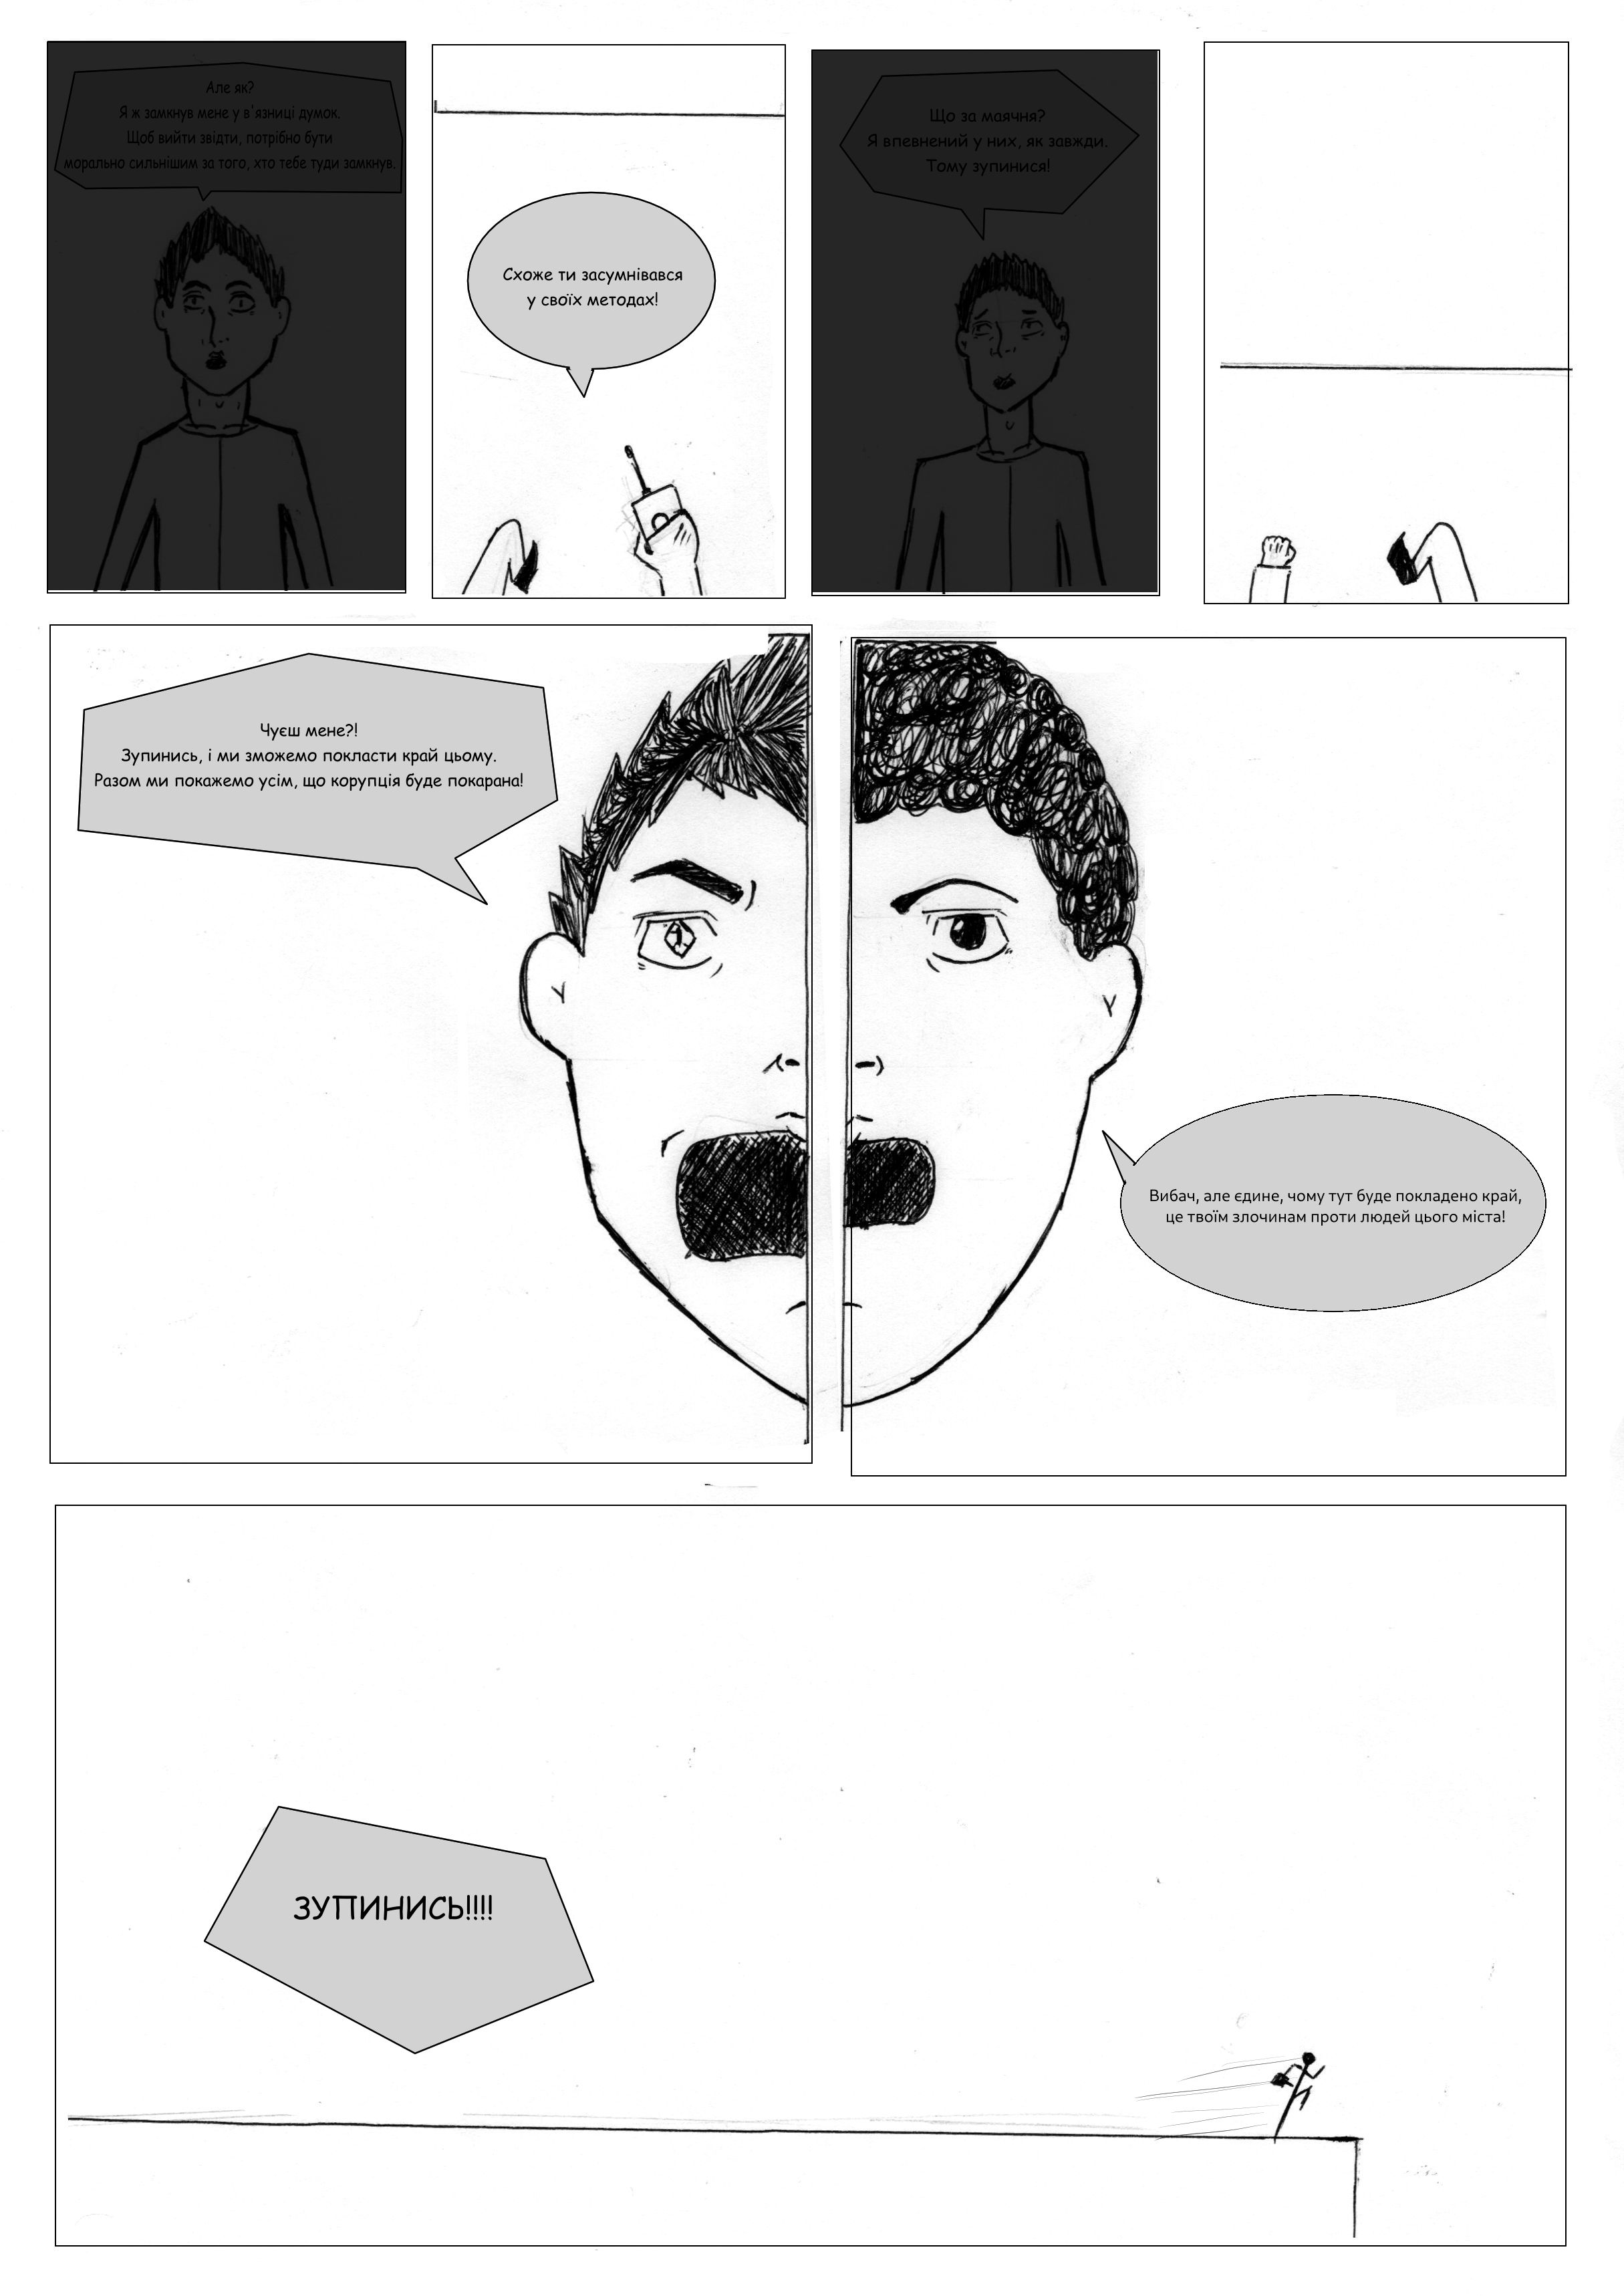 Але як?
Я ж замкнув мене у в'язниці думок.
Щоб вийти звідти, потрібно бути
морально сильнішим за того, хто тебе туди замкнув.
Схоже ти засумнівався
у своїх методах!
Що за маячня?
Я впевнений у них, як завжди.
Тому зупинися!
Чуєш мене?!
Зупинись, і ми зможемо покласти край цьому.
Разом ми покажемо усім, що корупція буде покарана!
Вибач, але єдине, чому тут буде покладено край,
це твоїм злочинам проти людей цього міста!
ЗУПИНИСЬ!!!!